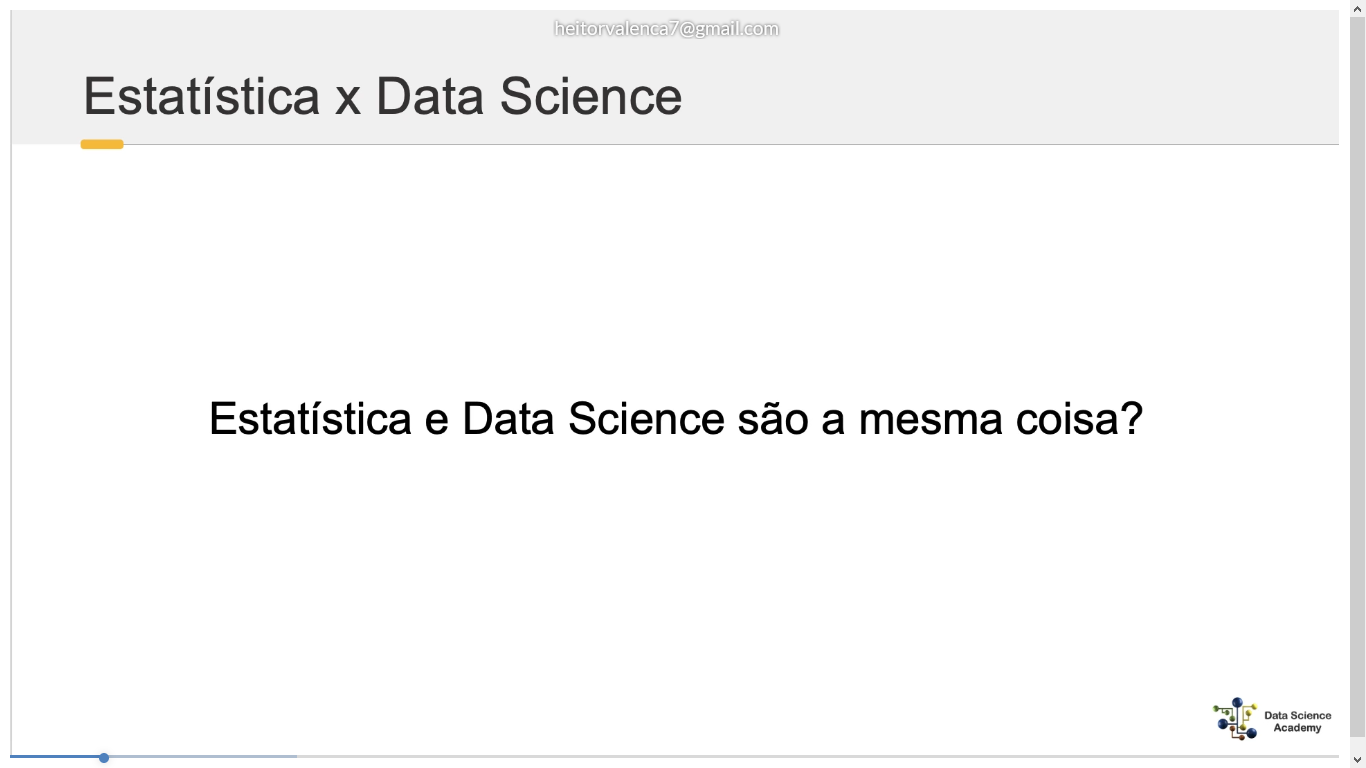 heitorvalenca7@gmail.com
Estatística x Data Science
Estatística e Data Science são a mesma coisa?
Data Science
Academy